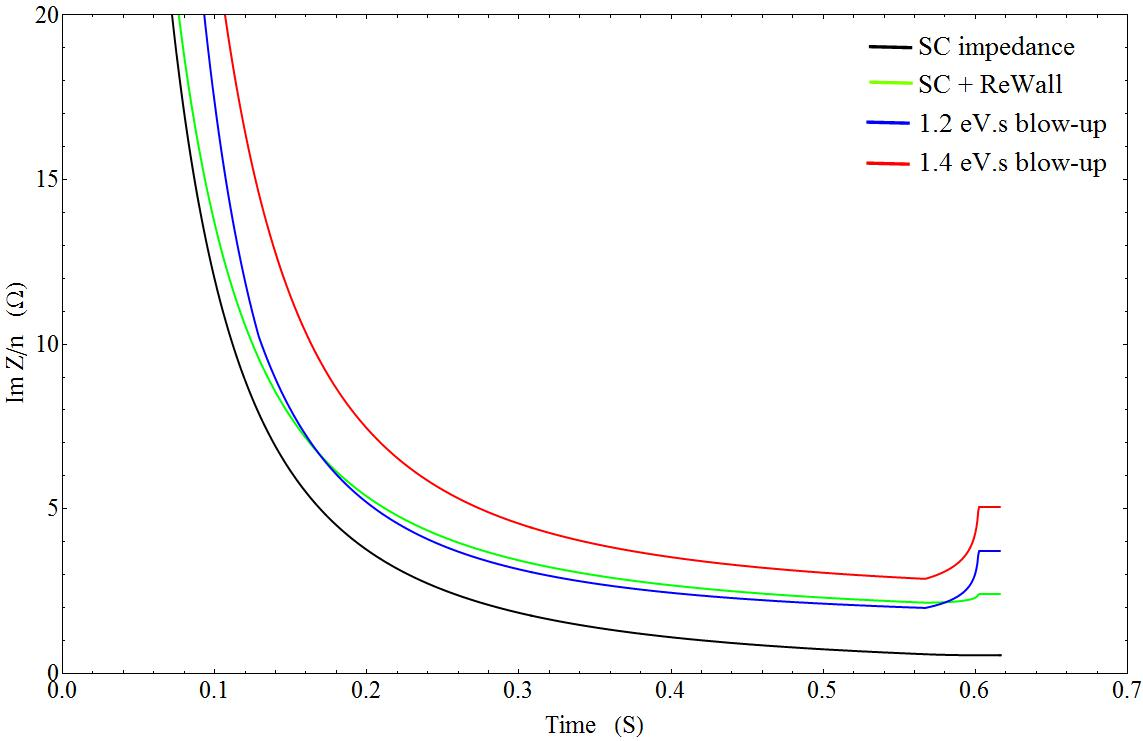 20
15
10
5
0
Im Z/n (Ω)
SC impedance
SC + ReWall
1.2 eV.s blow-up
1.4 eV.s blow-up
0.0 0.1 0.2 0.3 0.4 0.5 0.6 0.7
Time (S)